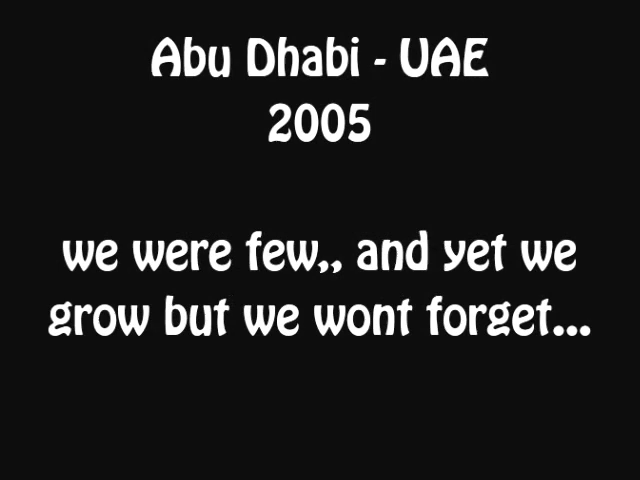 Abu Dhabi - UAE
2005
we were few,, and yet we
grow but we wont forget...